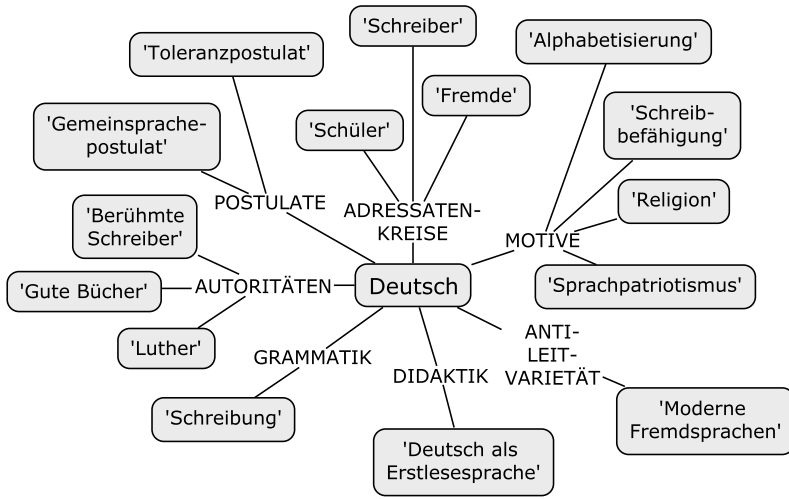 'Schreiber'
'Toleranzpostulat'
'Alphabetisierung'
'Fremde'
'Gemeinsprache-
postulat'
'Schüler'
'Schreib-
befähigung'
POSTULATE
ADRESSATEN-
KREISE
'Religion'
'Berühmte
Schreiber'
MOTIVE
'Gute Bücher'
AUTORITÄTEN
Deutsch
'Sprachpatriotismus'
'Luther'
GRAMMATIK
DIDAKTIK
ANTI-
LEIT-
VARIETÄT
'Schreibung'
'Deutsch als
Erstlesesprache'
'Moderne
Fremdsprachen'